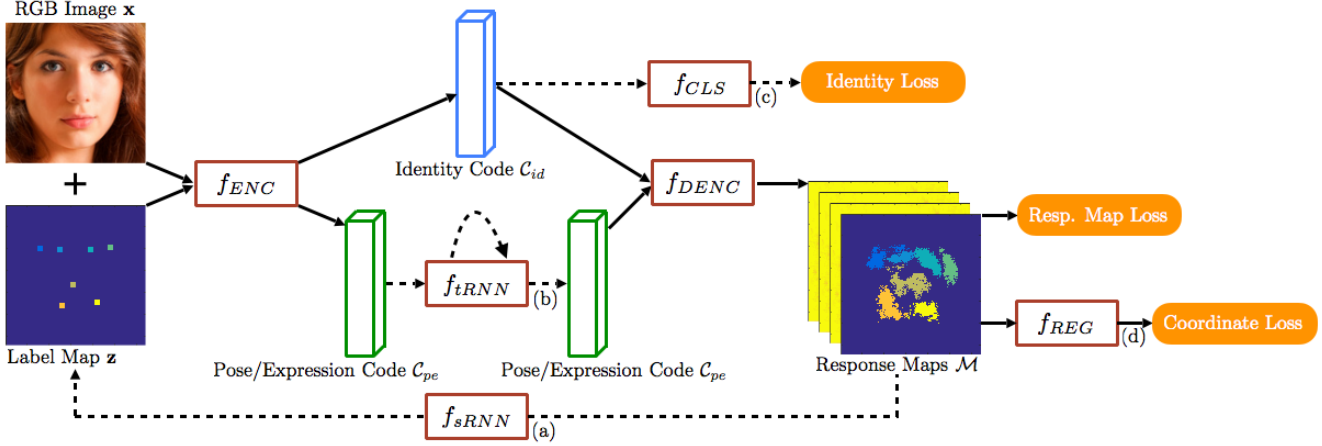 RGB Image x
f_CLS
(c)
Identity Loss
Identity Code C_id
f_ENC
f_DENC
+
Resp. Map Loss
f_tRNN
(b)
f_REG
(d)
Coordinate Loss
Label Map z
Pose/Expression Code C_pe
Pose/Expression Code C_pe
Response Maps M
f_sRNN
(a)